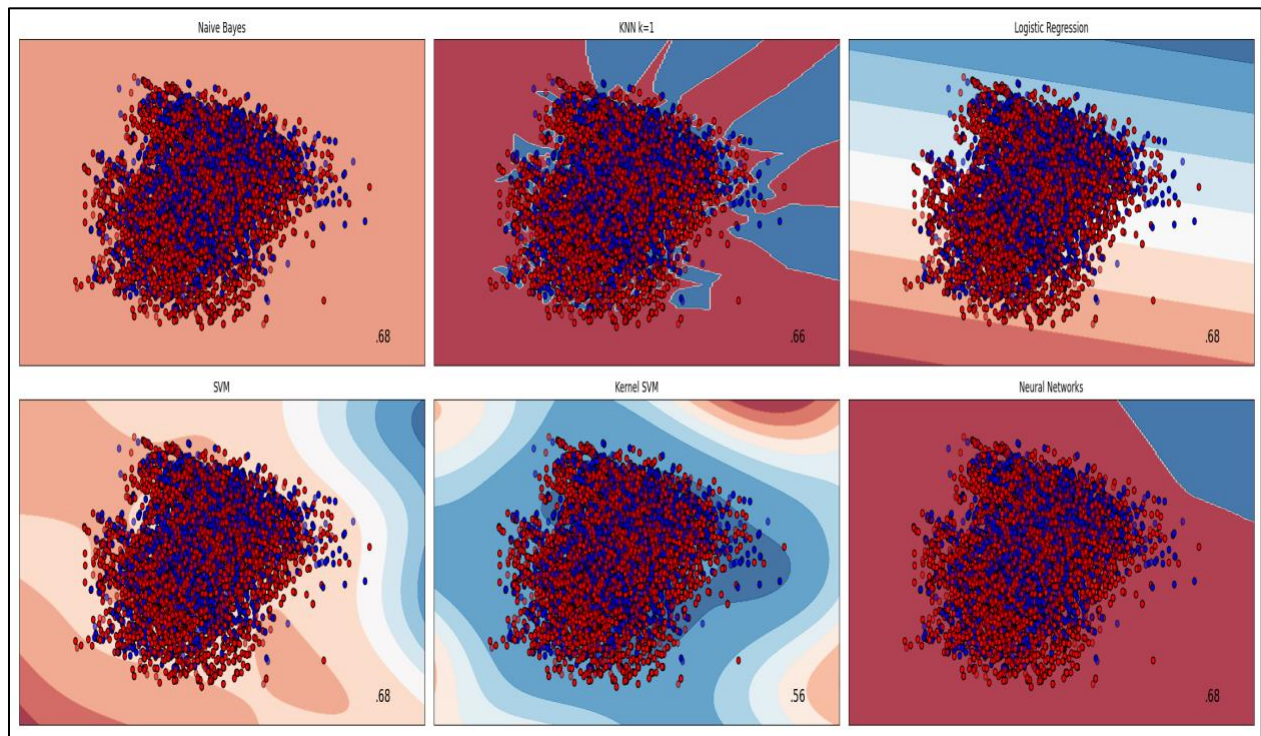 Naive Bayes
KNN k=1
Logistic Regression
.68
.66
.68
SVM
Kernel SVM
Neural Networks
.68
.56
.68